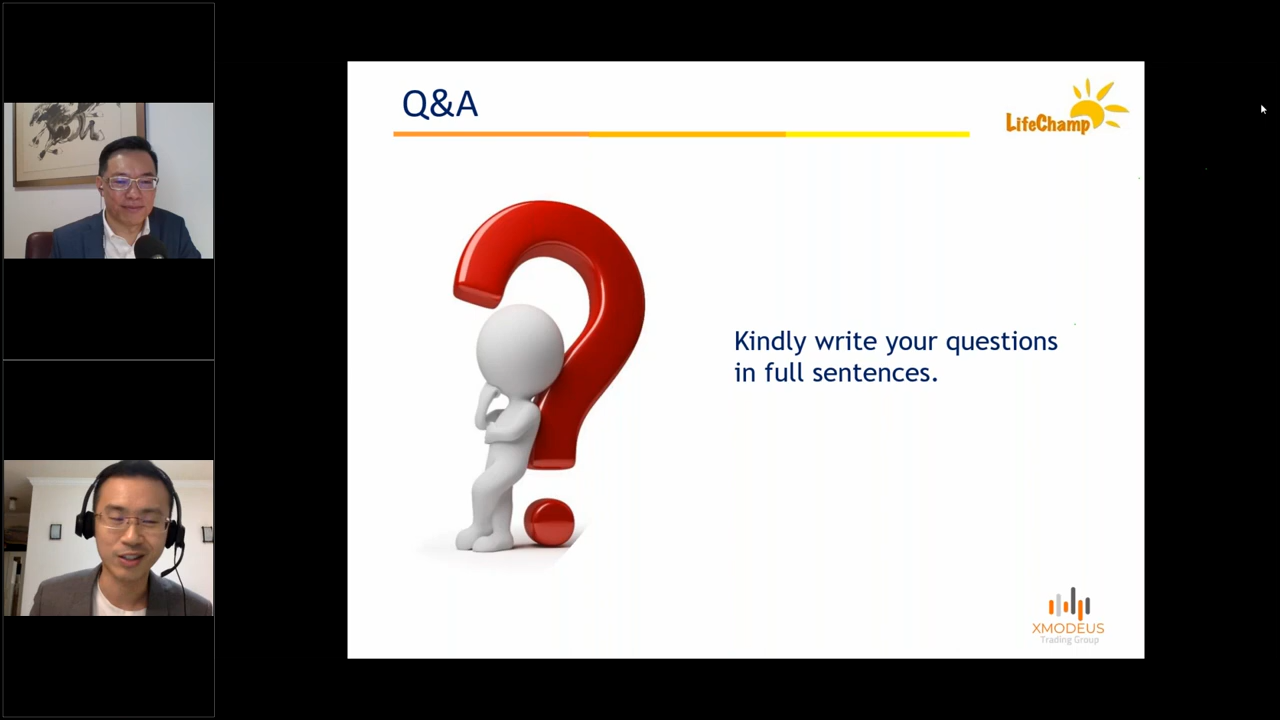 Q&A
LifeChamp
Kindly write your questions
in full sentences.
XMODEUS
Trading Group